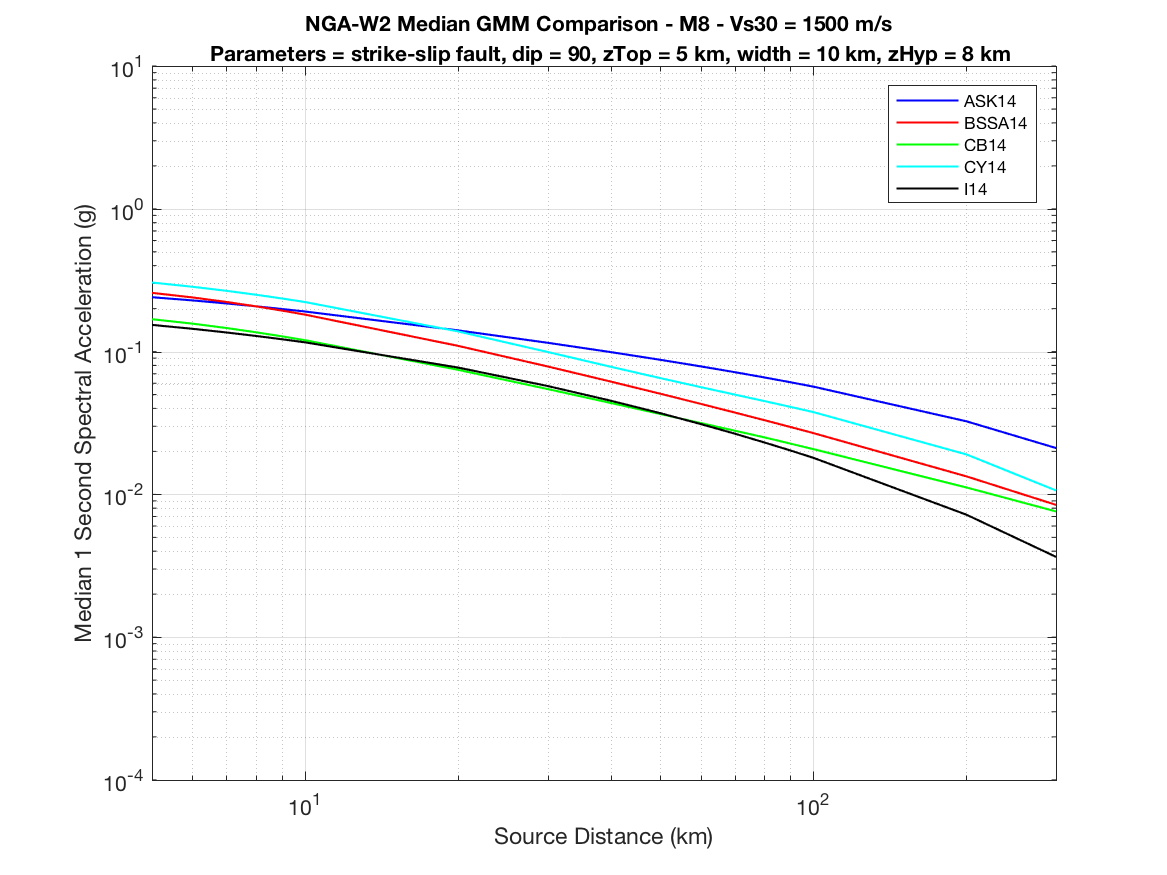 NGA-W2 Median GMM Comparison - M8 - Vs30 = 1500 m/s
Parameters = strike-slip fault, dip = 90, zTop = 5 km, width = 10 km, zHyp = 8 km
10^1
10^0
10^-1
10^-2
10^-3
10^-4
Median 1 Second Spectral Acceleration (g)
ASK14
BSSA14
CB14
CY14
I14
10^1
10^2
Source Distance (km)